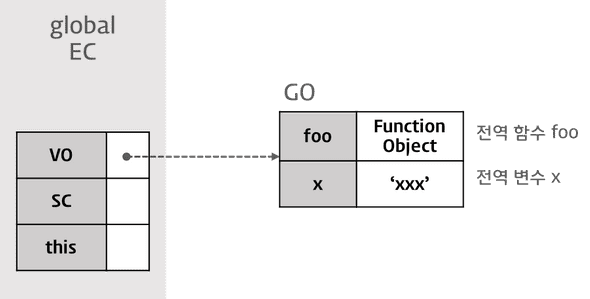 global
EC
GO
foo
Function
Object
전역 함수 foo
VO
x
‘xxx’
전역 변수 x
SC
this